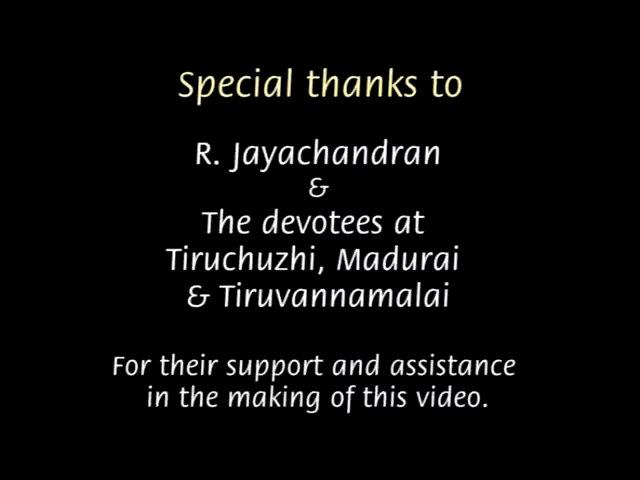 Special thanks to
R. Jayachandran
&
The devotees at
Tiruchuzhi, Madurai
& Tiruvannamalai
For their support and assistance
in the making of this video.